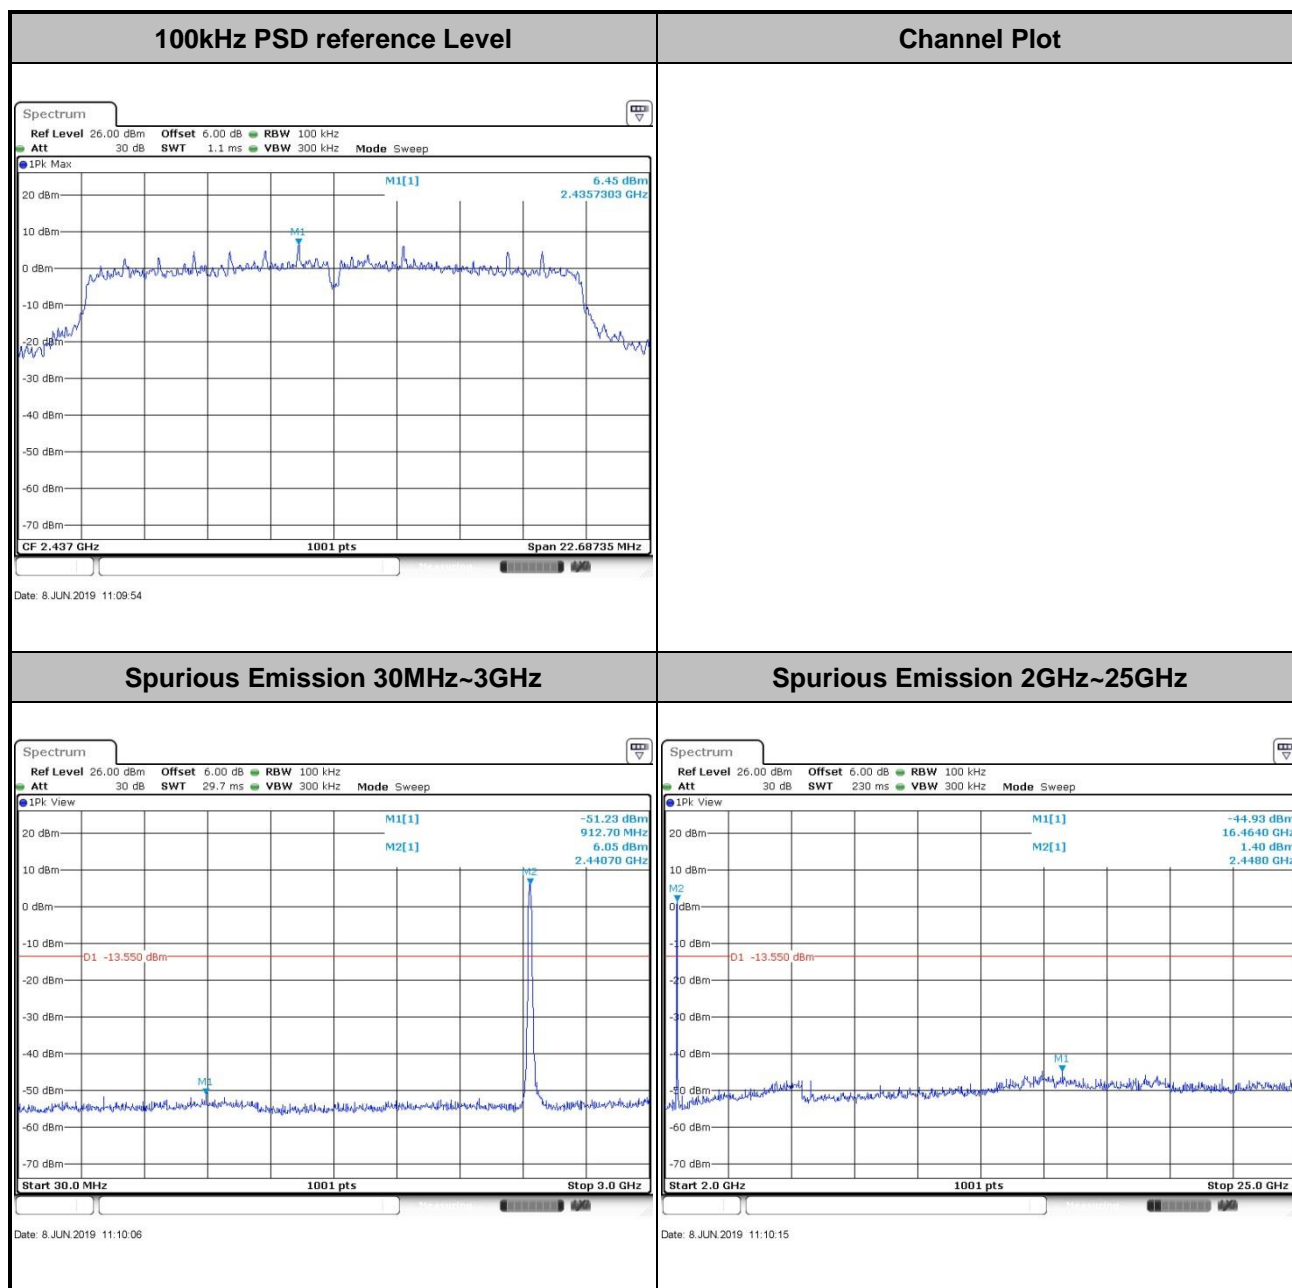 100kHz PSD reference Level
Channel Plot
Spectrum
Ref Level 26.00 dBm Offset 6.00 dB RBW 100 kHz
Att 30 dB SWT 1.1 ms VBW 300 kHz Mode Sweep
1Pk Max
M1[1] 6.45 dBm
2.4357303 GHz
20 dBm
10 dBm
M1
0 dBm
-10 dBm
-20 dBm
-30 dBm
-40 dBm
-50 dBm
-60 dBm
-70 dBm
CF 2.437 GHz 1001 pts Span 22.68735 MHz
Date: 8.JUN.2019 11:09:54
Spurious Emission 30MHz~3GHz
Spurious Emission 2GHz~25GHz
Spectrum
Ref Level 26.00 dBm Offset 6.00 dB RBW 100 kHz
Att 30 dB SWT 29.7 ms VBW 300 kHz Mode Sweep
1Pk View
M1[1] -51.23 dBm
912.70 MHz
20 dBm
M2[1] 6.05 dBm
2.44070 GHz
10 dBm
M2
0 dBm
-10 dBm
D1 -13.550 dBm
-20 dBm
-30 dBm
-40 dBm
M1
-50 dBm
-60 dBm
-70 dBm
Start 30.0 MHz 1001 pts Stop 3.0 GHz
Date: 8.JUN.2019 11:10:06
Spectrum
Ref Level 26.00 dBm Offset 6.00 dB RBW 100 kHz
Att 30 dB SWT 230 ms VBW 300 kHz Mode Sweep
1Pk View
M1[1] -44.93 dBm
16.4640 GHz
20 dBm
M2[1] 1.40 dBm
2.4480 GHz
10 dBm
M2
0 dBm
-10 dBm
D1 -13.550 dBm
-20 dBm
-30 dBm
-40 dBm
M1
-50 dBm
-60 dBm
-70 dBm
Start 2.0 GHz 1001 pts Stop 25.0 GHz
Date: 8.JUN.2019 11:10:15